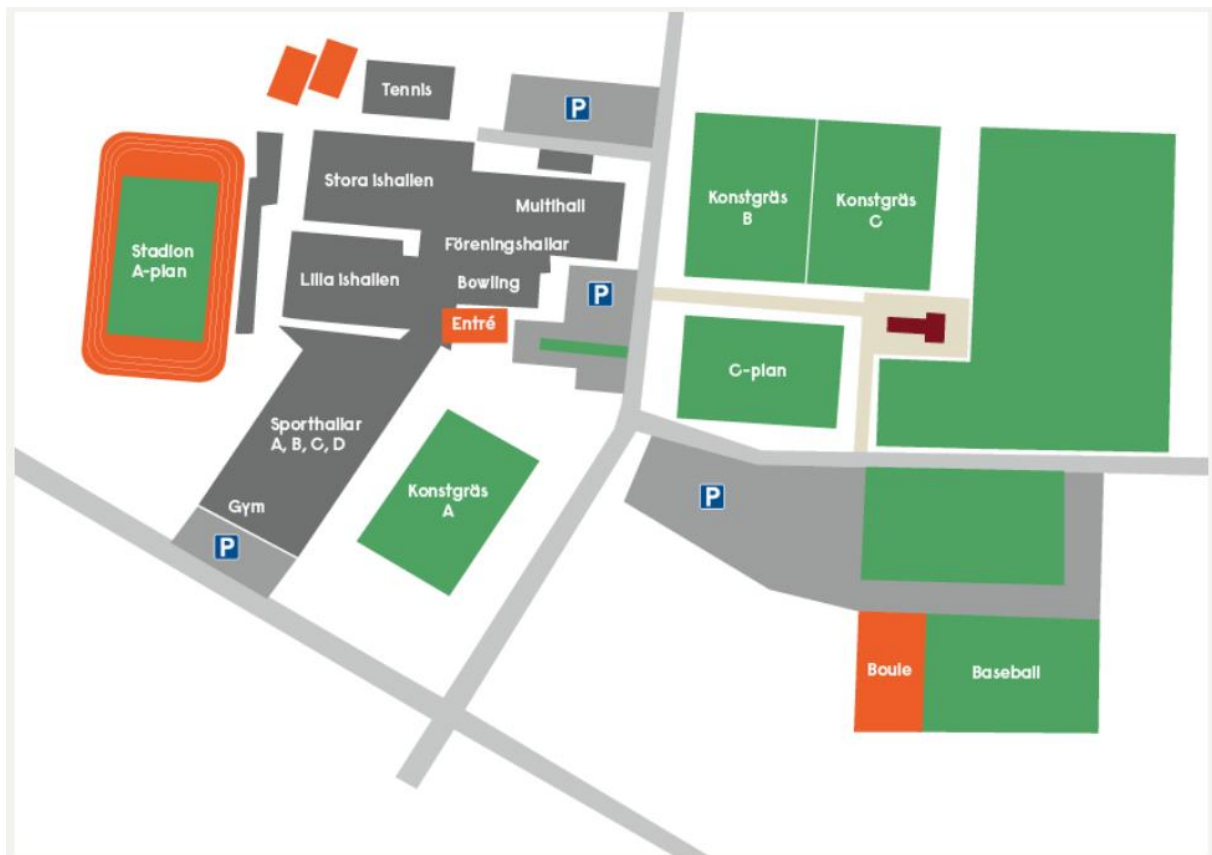 Tennis
P
Stora Ishallen
Multihall
Konstgräs
B
Konstgräs
C
Stadion
A-plan
Föreningshallar
Lilla Ishallen
Bowling
P
Entré
C-plan
Sporthallar
A, B, C, D
Konstgräs
A
P
Gym
P
Boule
Baseball